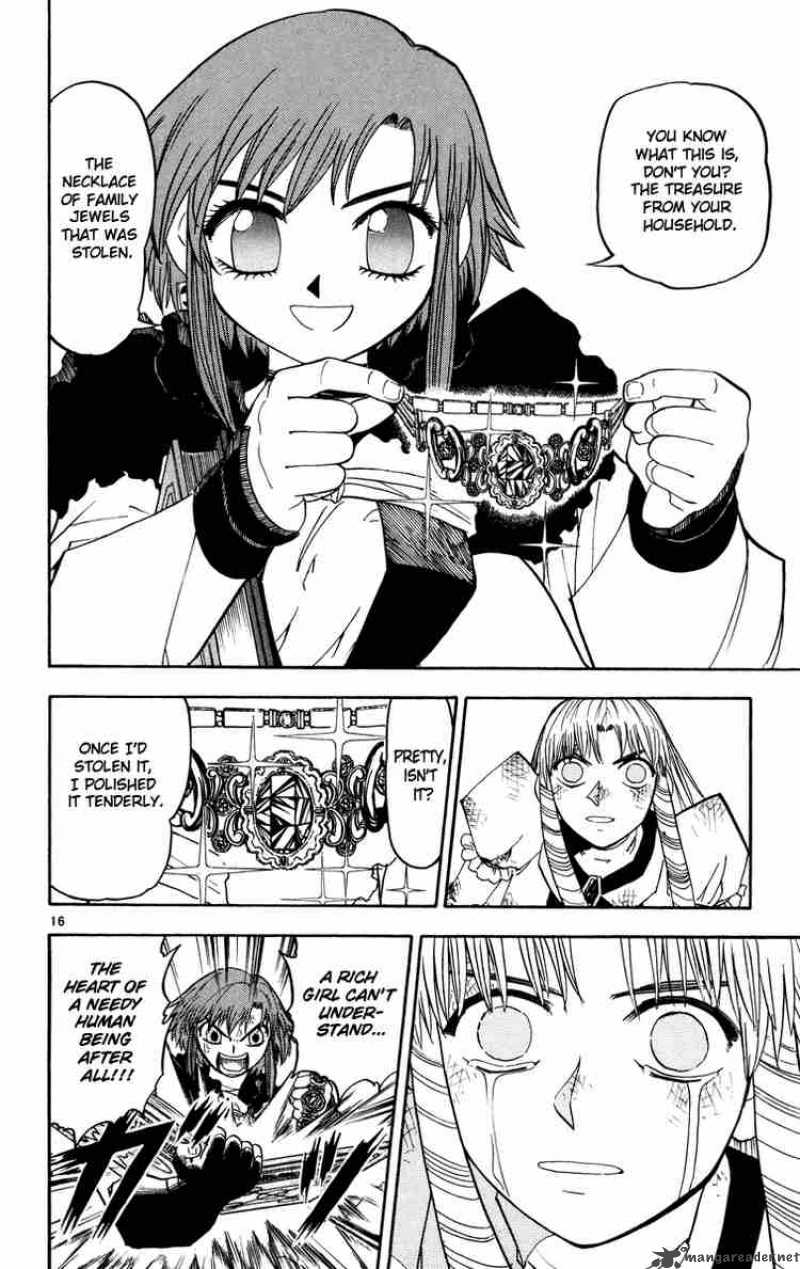 YOU KNOW
WHAT THIS IS,
DON'T YOU?
THE TREASURE
FROM YOUR
HOUSEHOLD.
THE
NECKLACE
OF FAMILY
JEWELS
THAT WAS
STOLEN.
PRETTY,
ISN'T
IT?
ONCE I'D
STOLEN IT,
I POLISHED
IT TENDERLY.
16
A RICH
GIRL CAN'T
UNDER-
STAND...
THE
HEART OF
A NEEDY
HUMAN
BEING
AFTER
ALL!!!
ガッ
mangareader.net